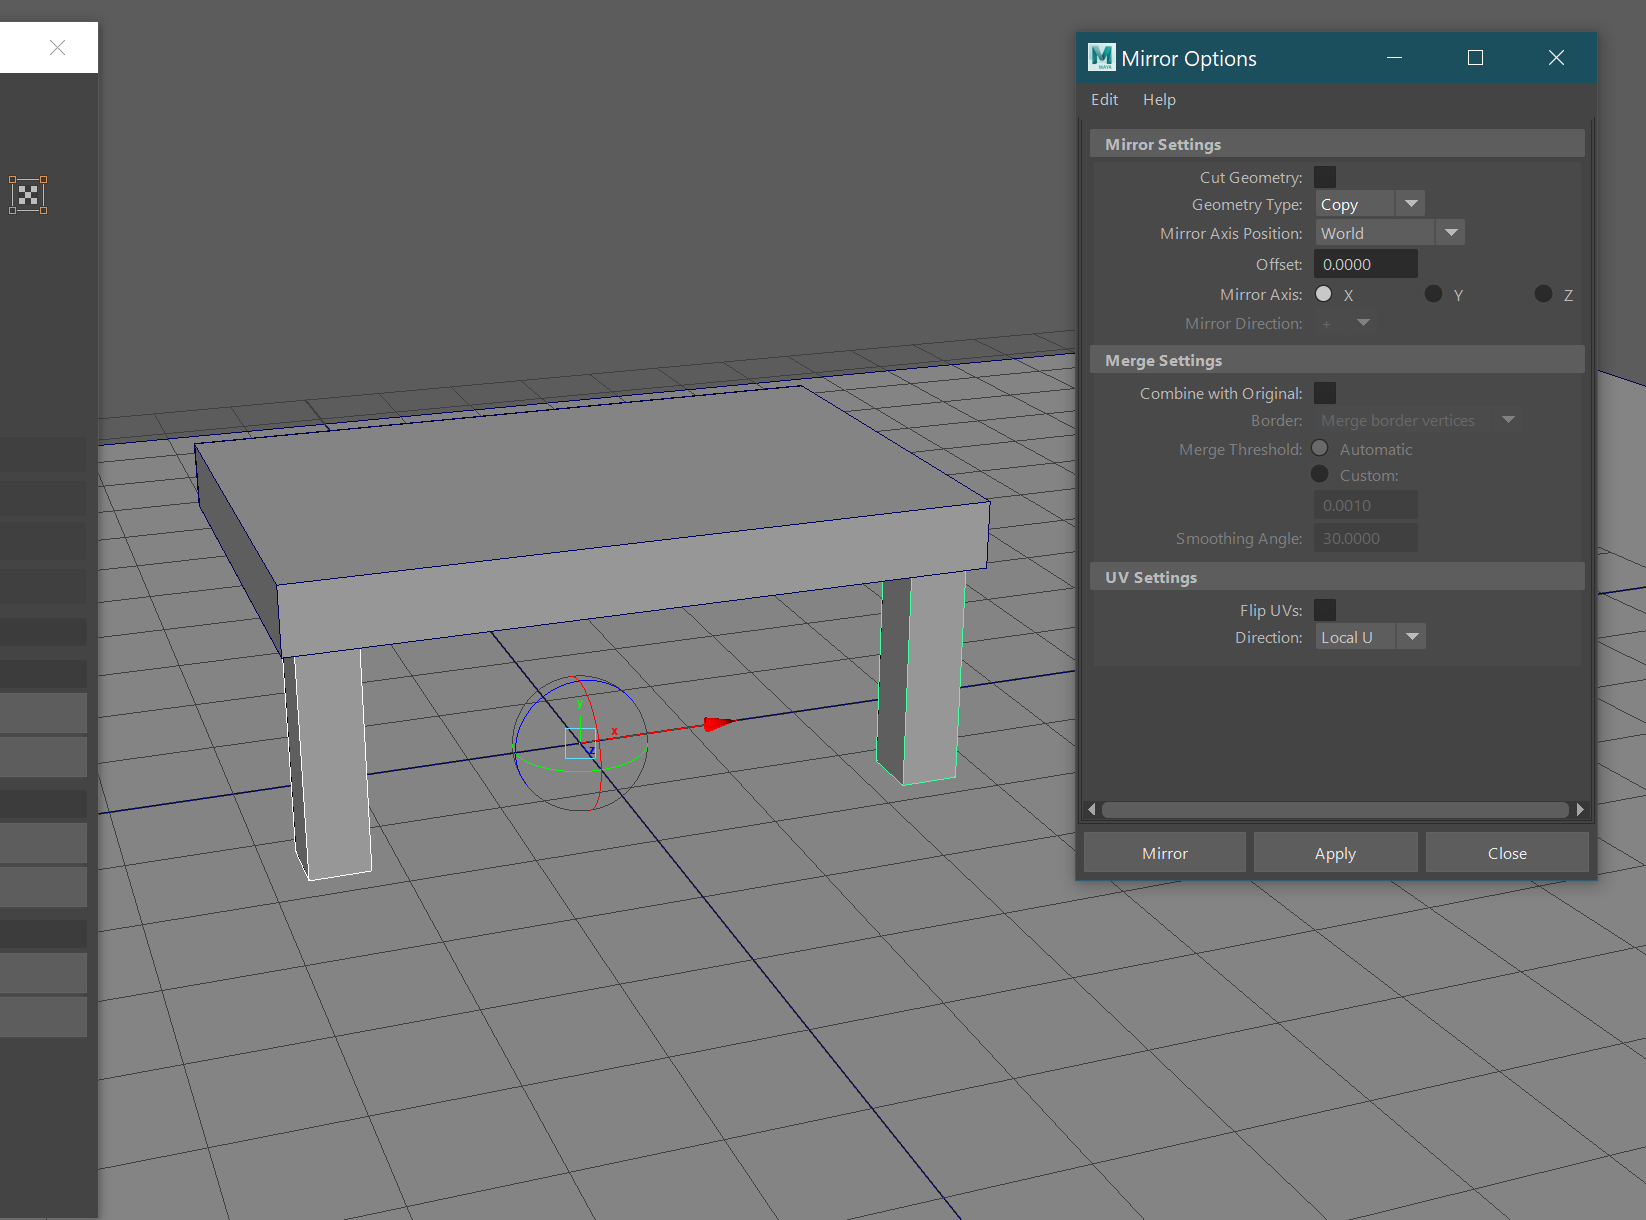 Mirror Options
Edit Help
Mirror Settings
Cut Geometry:
Geometry Type: Copy
Mirror Axis Position: World
Offset: 0.0000
Mirror Axis: X Y Z
Mirror Direction: +
Merge Settings
Combine with Original:
Border: Merge border vertices
Merge Threshold: Automatic
Custom:
0.0010
Smoothing Angle: 30.0000
UV Settings
Flip UVs:
Direction: Local U
Mirror Apply Close
y
x
z